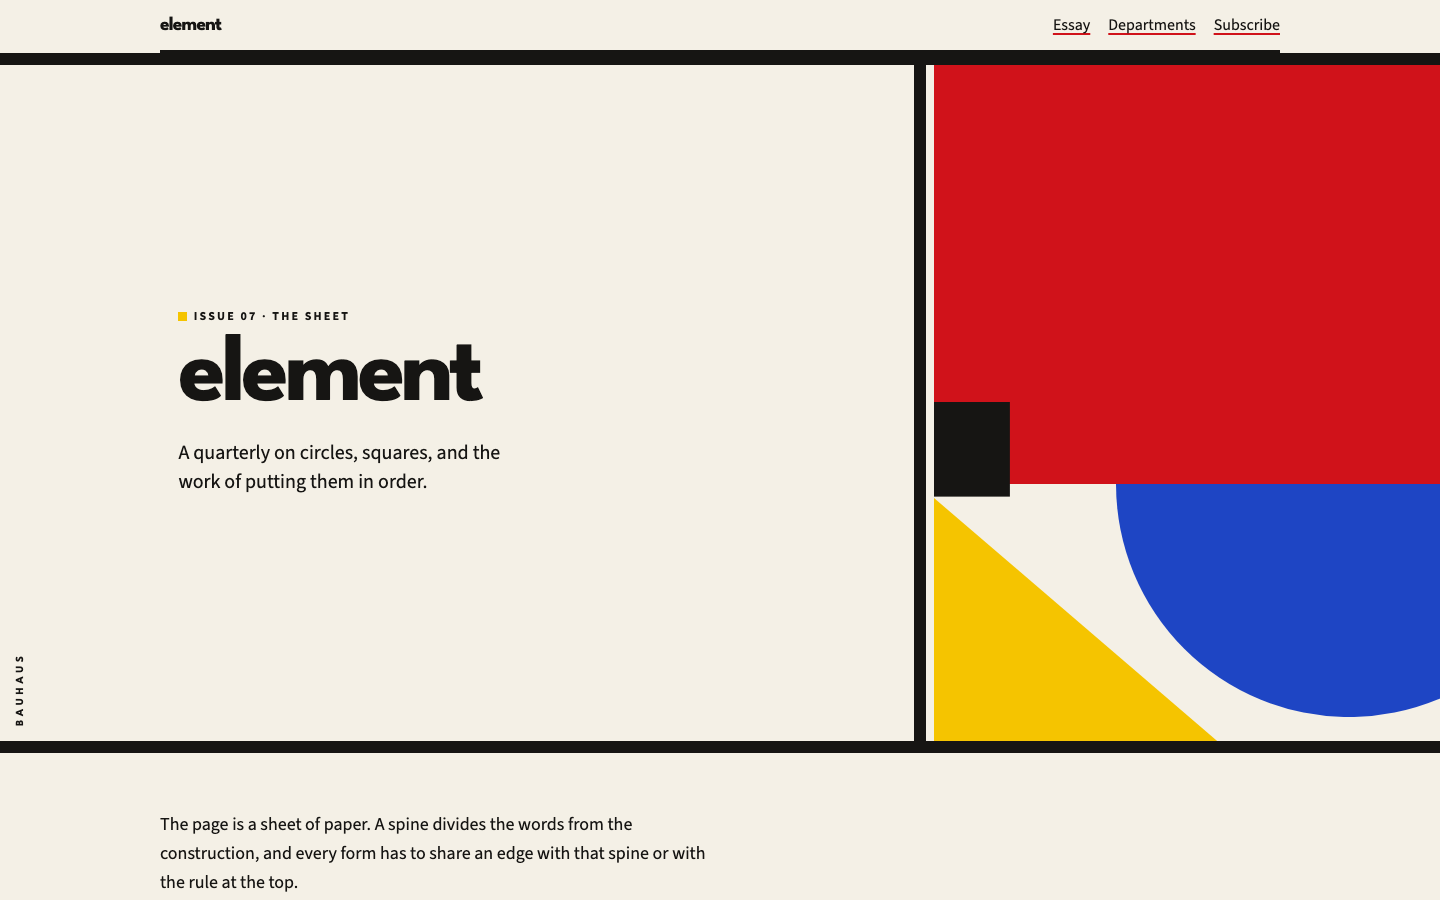 element
Essay Departments Subscribe
ISSUE 07 · THE SHEET
element
A quarterly on circles, squares, and the
work of putting them in order.
BAUHAUS
The page is a sheet of paper. A spine divides the words from the
construction, and every form has to share an edge with that spine or with
the rule at the top.